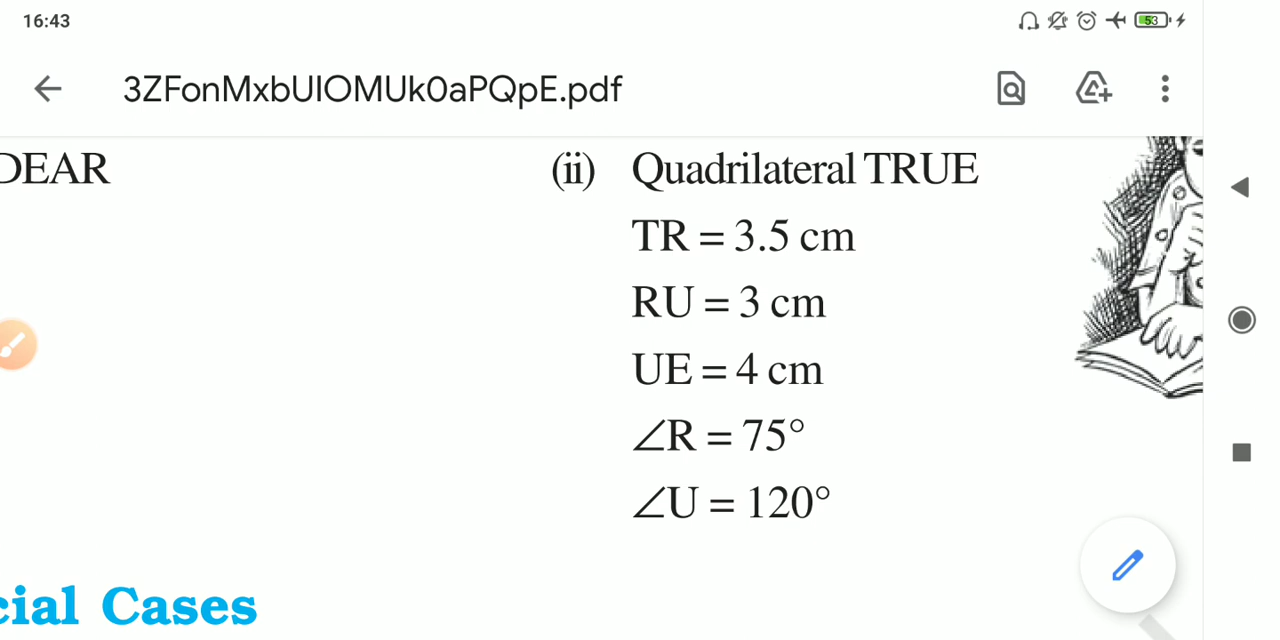 16:43
53
3ZFonMxbUIOMUk0aPQpE.pdf
DEAR
(ii) Quadrilateral TRUE
TR = 3.5 cm
RU = 3 cm
UE = 4 cm
∠R = 75°
∠U = 120°
cial Cases